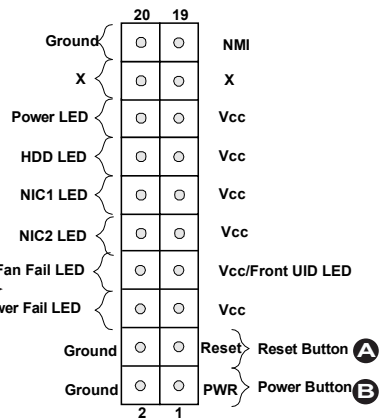 20 19
Ground NMI
X X
Power LED Vcc
HDD LED Vcc
NIC1 LED Vcc
NIC2 LED Vcc
Fan Fail LED Vcc/Front UID LED
wer Fail LED Vcc
Ground Reset Reset Button A
Ground PWR Power Button B
2 1